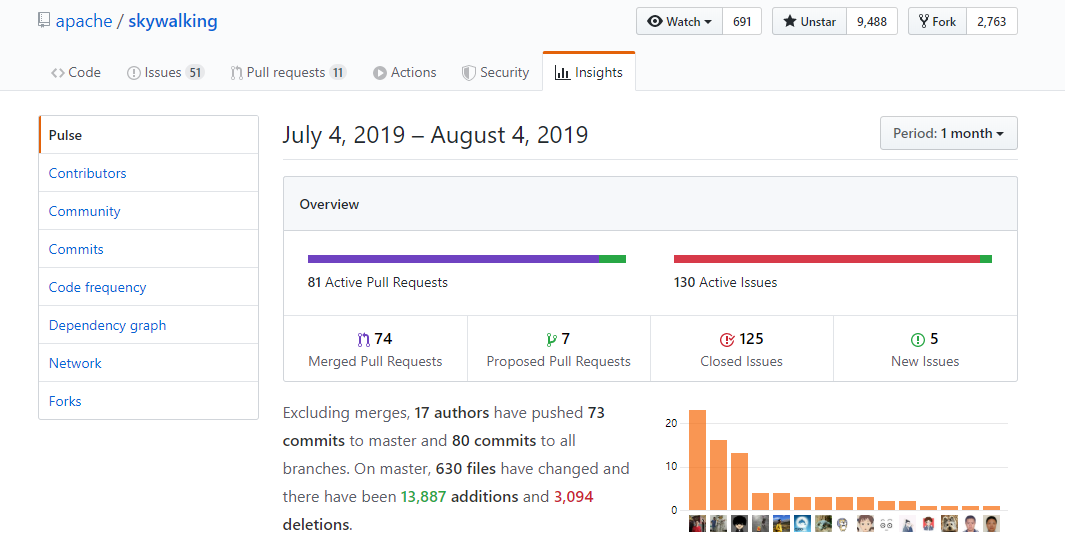 apache / skywalking
Watch 691 Unstar 9,488 Fork 2,763
Code Issues 51 Pull requests 11 Actions Security Insights
Pulse
Contributors
Community
Commits
Code frequency
Dependency graph
Network
Forks
July 4, 2019 – August 4, 2019
Period: 1 month
Overview
81 Active Pull Requests
130 Active Issues
74
Merged Pull Requests
7
Proposed Pull Requests
125
Closed Issues
5
New Issues
Excluding merges, 17 authors have pushed 73
commits to master and 80 commits to all
branches. On master, 630 files have changed and
there have been 13,887 additions and 3,094
deletions.
20
10
0